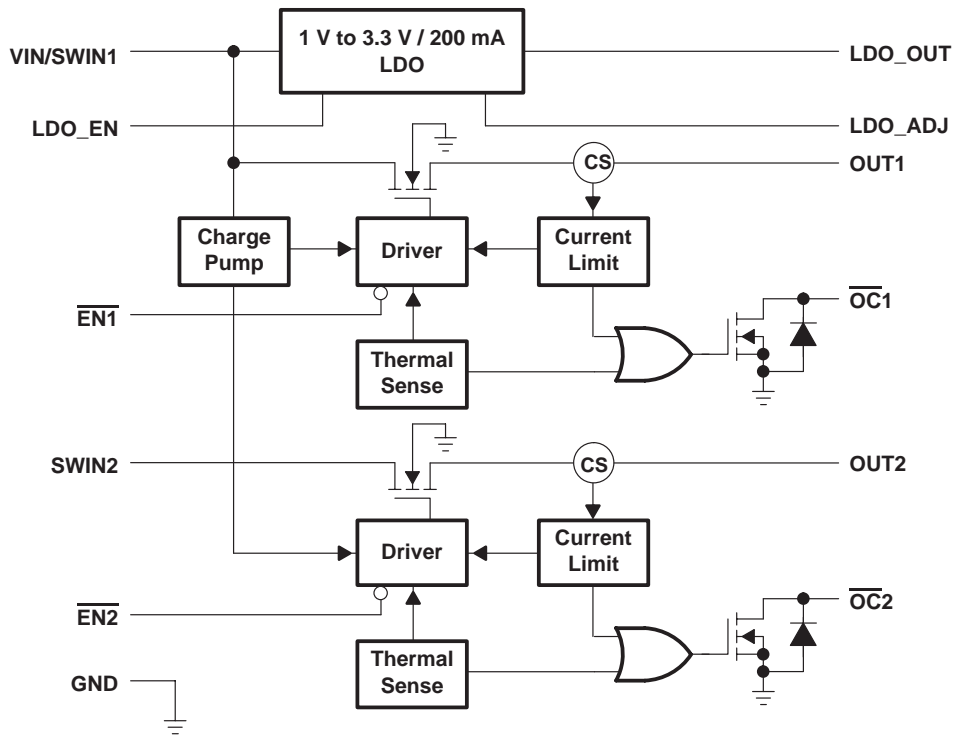 VIN/SWIN1
1 V to 3.3 V / 200 mA
LDO
LDO_OUT
LDO_EN
LDO_ADJ
CS
OUT1
Charge
Pump
Driver
Current
Limit
EN1
OC1
Thermal
Sense
SWIN2
CS
OUT2
Driver
Current
Limit
EN2
OC2
Thermal
Sense
GND